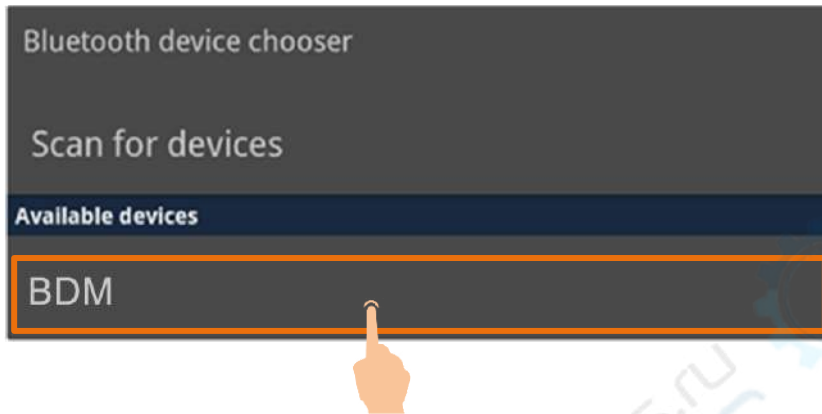 Bluetooth device chooser
Scan for devices
Available devices
BDM